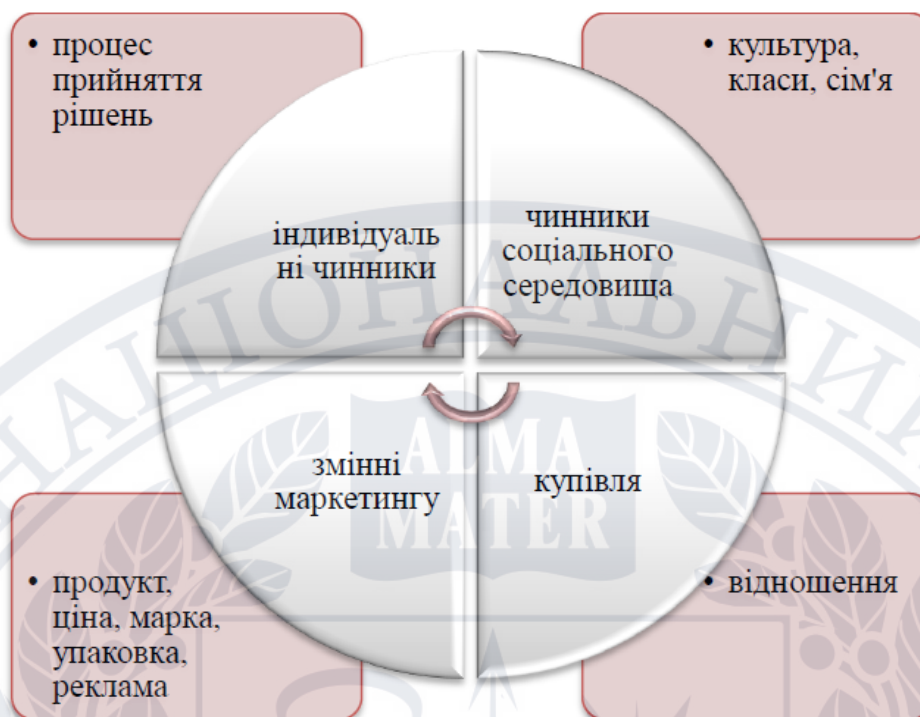 • процес
прийняття
рішень
• культура,
класи, сім'я
індивідуаль
ні чинники
чинники
соціального
середовища
змінні
маркетингу
купівля
• продукт,
ціна, марка,
упаковка,
реклама
• відношення
НАЦІОНАЛЬНИЙ
ALMA
MATER